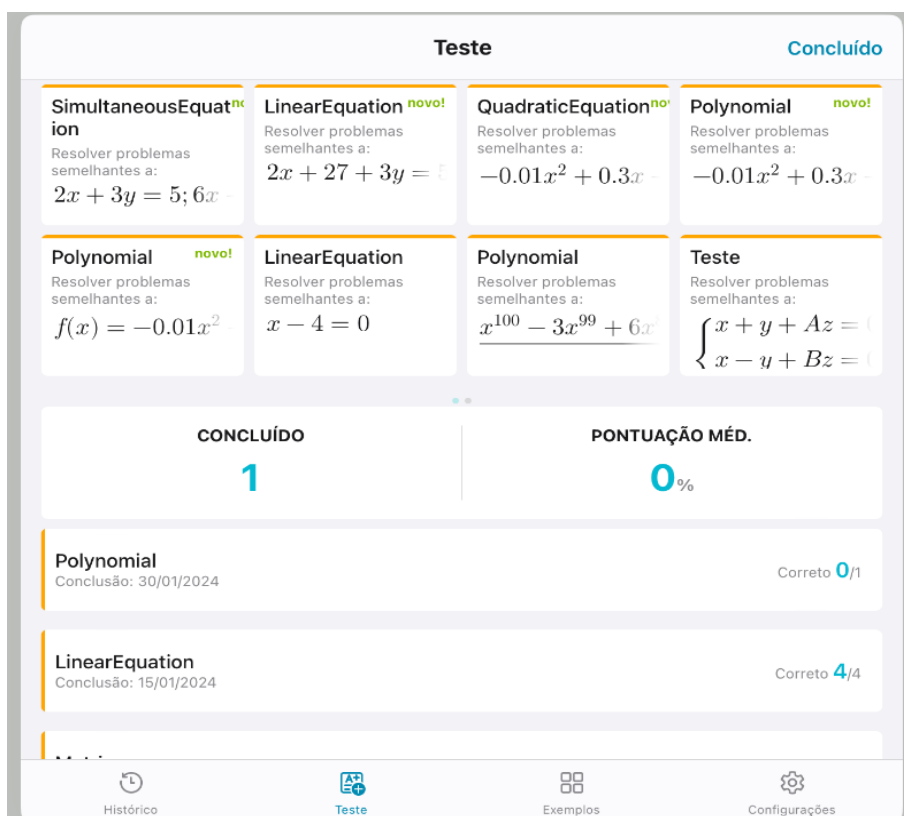 Teste
Concluído
SimultaneousEquat
ion
Resolver problemas
semelhantes a:
2x + 3y = 5; 6x -
LinearEquation novo!
Resolver problemas
semelhantes a:
2x + 27 + 3y = 5
QuadraticEquation
Resolver problemas
semelhantes a:
−0.01x² + 0.3x −
Polynomial novo!
Resolver problemas
semelhantes a:
−0.01x² + 0.3x −
Polynomial novo!
Resolver problemas
semelhantes a:
f(x) = −0.01x²
LinearEquation
Resolver problemas
semelhantes a:
x − 4 = 0
Polynomial
Resolver problemas
semelhantes a:
x¹⁰⁰ − 3x⁹⁹ + 6x
Teste
Resolver problemas
semelhantes a:
x + y + Az =
x − y + Bz =
CONCLUÍDO
1
PONTUAÇÃO MÉD.
0%
Polynomial
Conclusão: 30/01/2024
Correto 0/1
LinearEquation
Conclusão: 15/01/2024
Correto 4/4
Histórico
Teste
Exemplos
Configurações